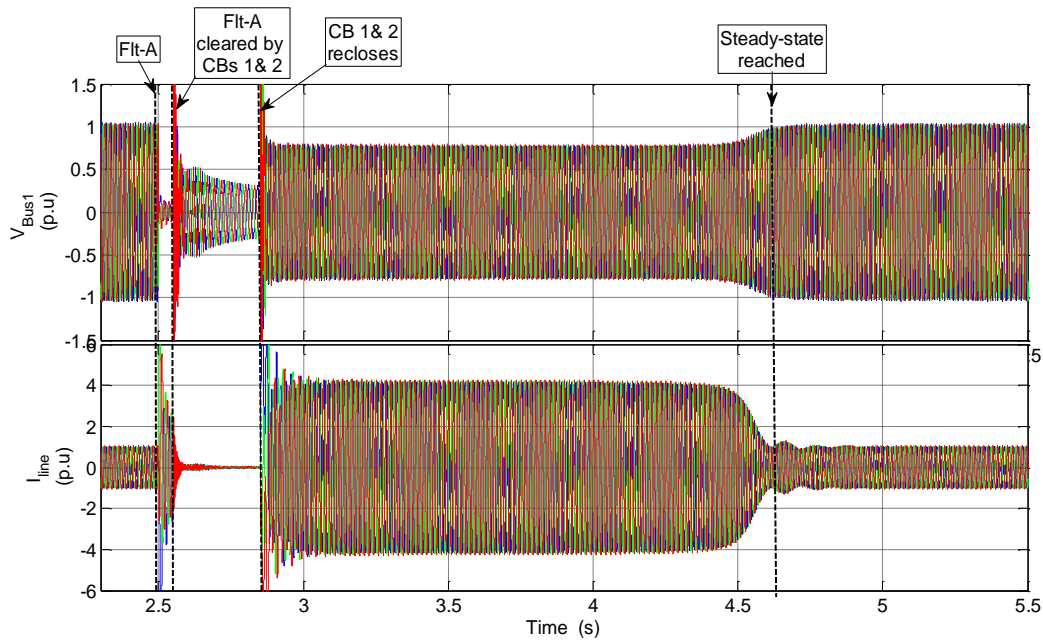 Flt-A
Flt-A
cleared by
CBs 1& 2
CB 1& 2
recloses
Steady-state
reached
1.5
1
0.5
0
-0.5
-1
-1.5
V_Bus1
(p.u)
5
6
4
2
0
-2
-4
-6
I_line
(p.u)
2.5
3
3.5
4
4.5
5
5.5
Time (s)